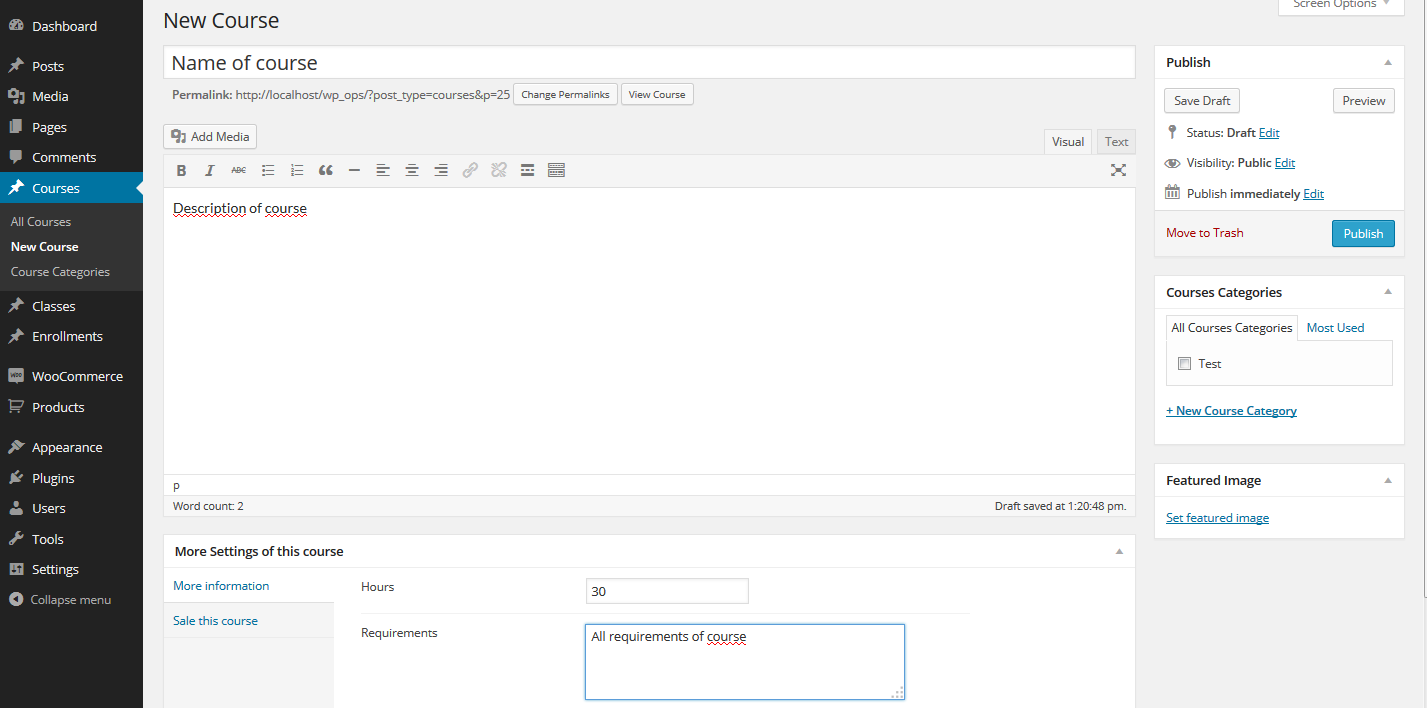 Dashboard
Posts
Media
Pages
Comments
Courses
All Courses
New Course
Course Categories
Classes
Enrollments
WooCommerce
Products
Appearance
Plugins
Users
Tools
Settings
Collapse menu
Screen Options
New Course
Name of course
Permalink: http://localhost/wp_ops/?post_type=courses&p=25 Change Permalinks View Course
Add Media
Visual Text
B I ABC
Description of course
p
Word count: 2 Draft saved at 1:20:48 pm.
More Settings of this course
More information
Sale this course
Hours 30
Requirements All requirements of course
Publish
Save Draft Preview
Status: Draft Edit
Visibility: Public Edit
Publish immediately Edit
Move to Trash Publish
Courses Categories
All Courses Categories Most Used
Test
+ New Course Category
Featured Image
Set featured image